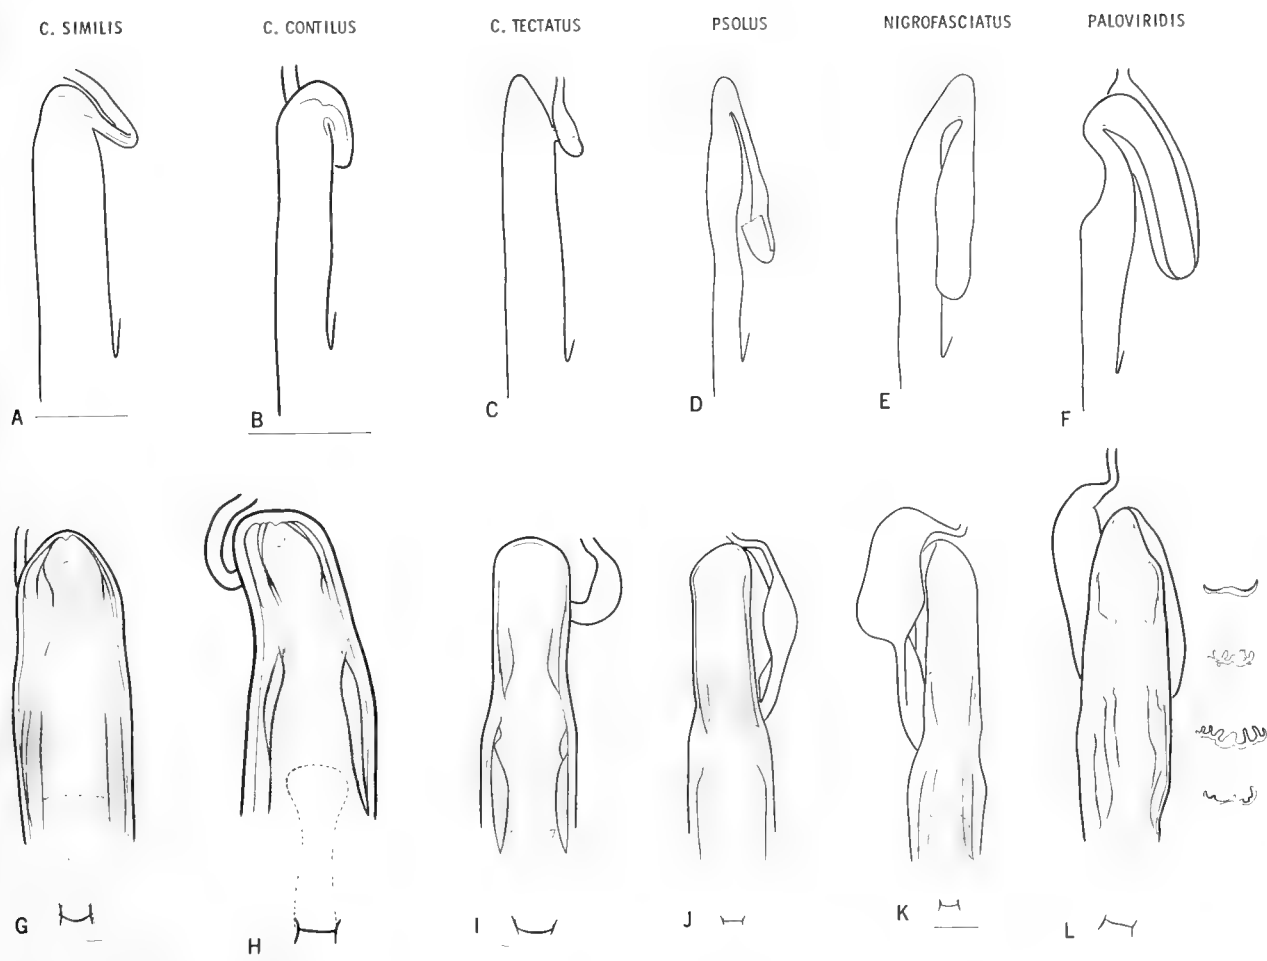 C. SIMILIS
C. CONTILUS
C. TECTATUS
PSOLUS
NIGROFASCIATUS
PALOVIRIDIS
A
B
C
D
E
F
G
H
I
J
K
L